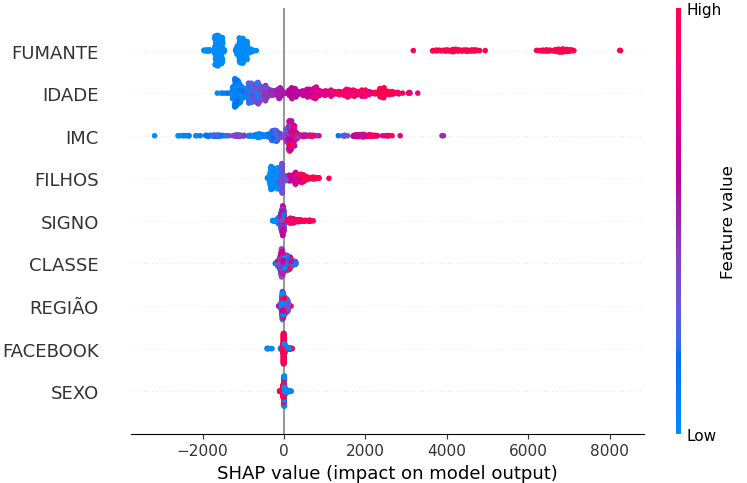 High
FUMANTE
IDADE
IMC
FILHOS
SIGNO
CLASSE
REGIÃO
FACEBOOK
SEXO
Feature value
Low
−2000 0 2000 4000 6000 8000
SHAP value (impact on model output)